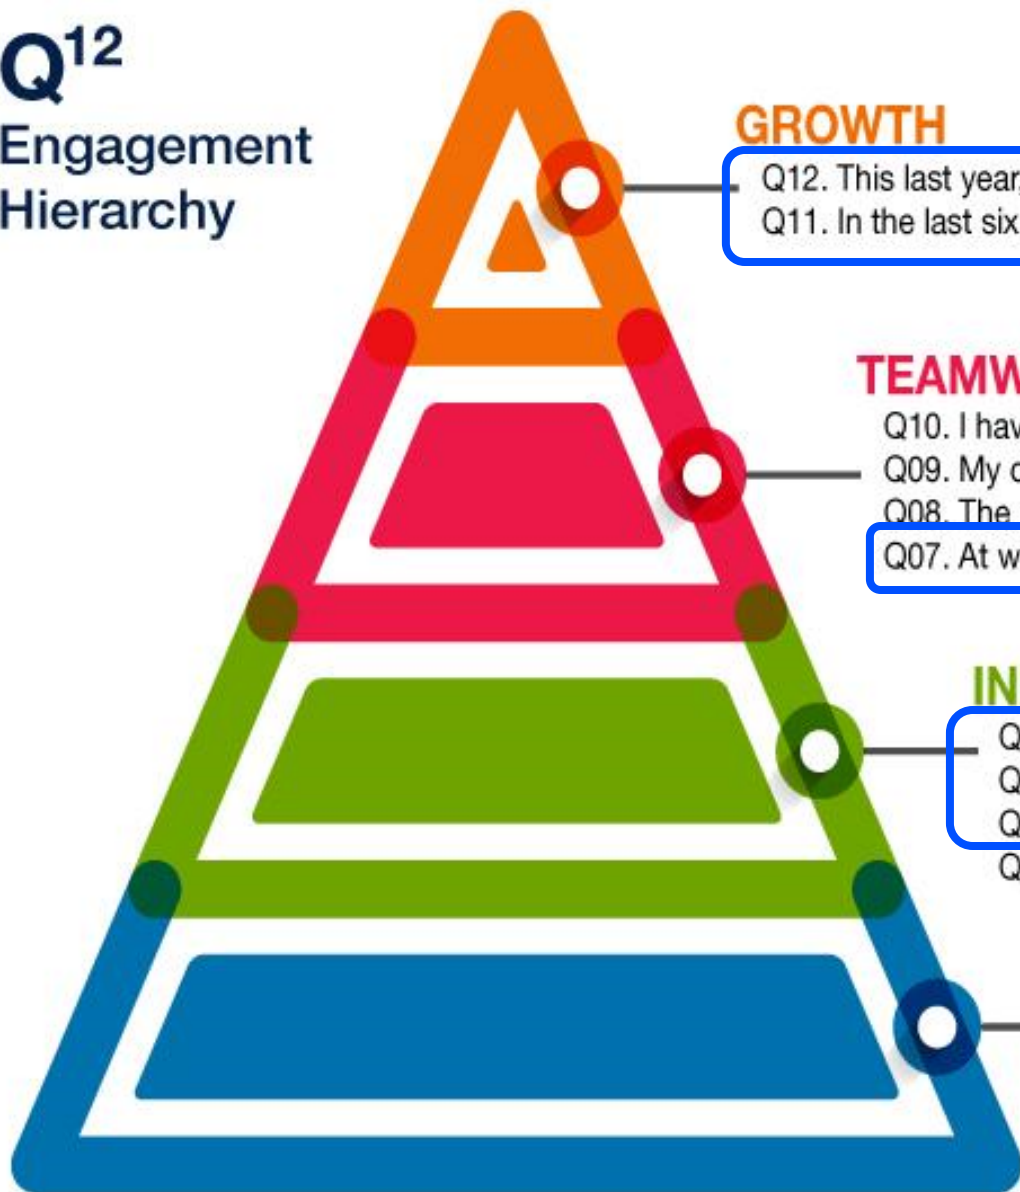 Q12
Engagement
Hierarchy
GROWTH
Q12. This last year,
Q11. In the last six
TEAMW
Q10. I hav
Q09. My
Q08. The
Q07. At w
IN
Q
Q
Q
Q